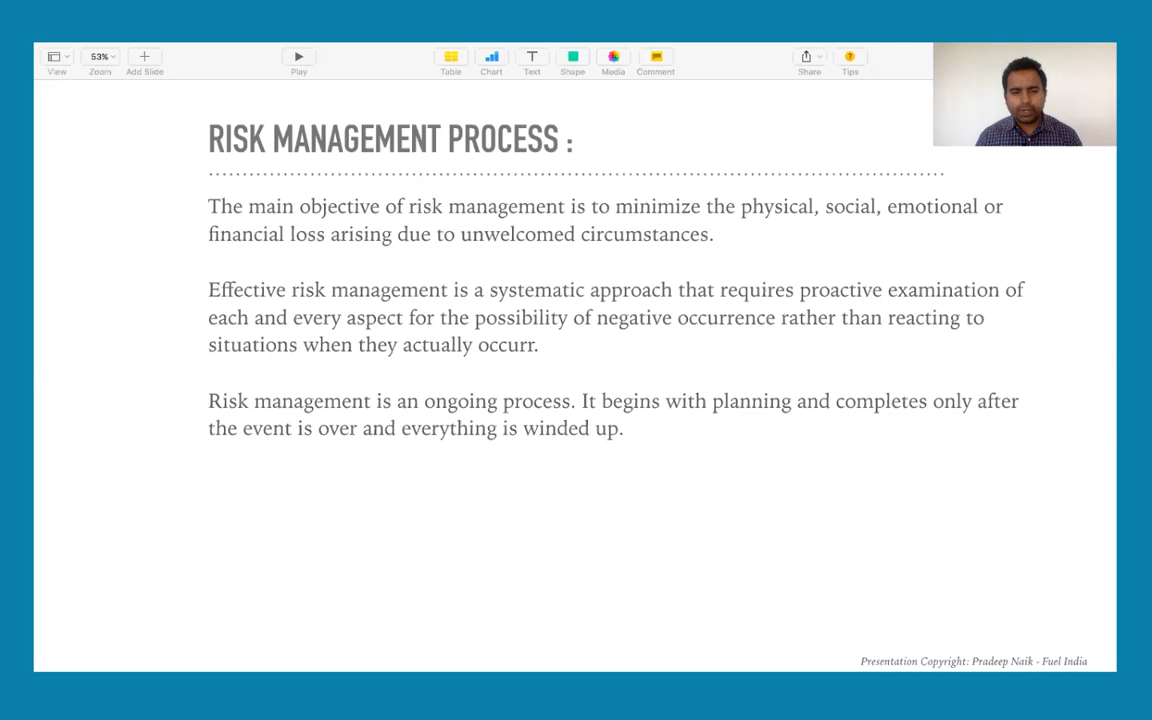 53%
View
Zoom
Add Slide
Play
Table
Chart
Text
Shape
Media
Comment
Share
Tips
RISK MANAGEMENT PROCESS :
The main objective of risk management is to minimize the physical, social, emotional or
financial loss arising due to unwelcomed circumstances.
Effective risk management is a systematic approach that requires proactive examination of
each and every aspect for the possibility of negative occurrence rather than reacting to
situations when they actually occurr.
Risk management is an ongoing process. It begins with planning and completes only after
the event is over and everything is winded up.
Presentation Copyright: Pradeep Naik - Fuel India